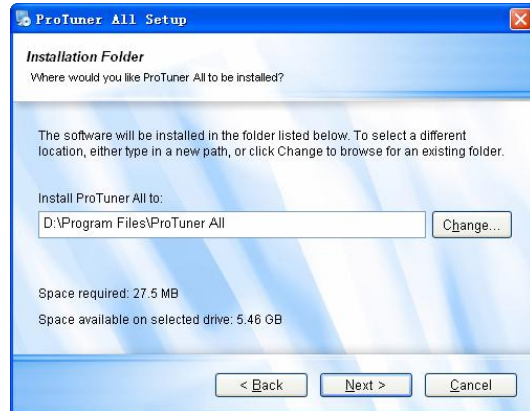 ProTuner All Setup
Installation Folder
Where would you like ProTuner All to be installed?
The software will be installed in the folder listed below. To select a different
location, either type in a new path, or click Change to browse for an existing folder.
Install ProTuner All to:
D:\Program Files\ProTuner All
Change...
Space required: 27.5 MB
Space available on selected drive: 5.46 GB
< Back
Next >
Cancel